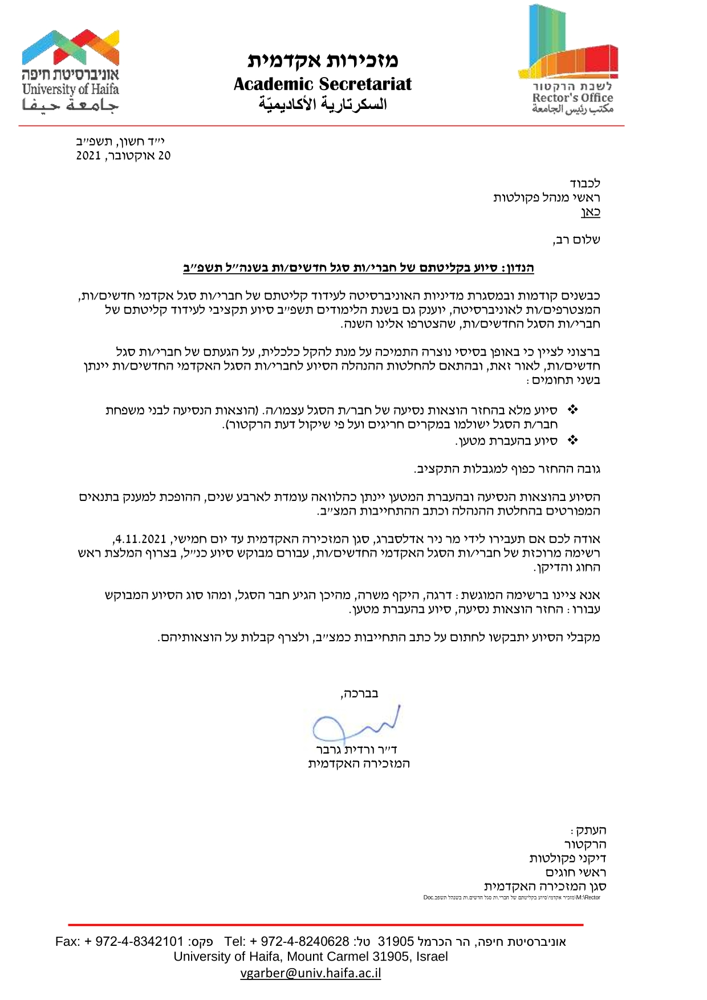 אוניברסיטת חיפה
University of Haifa
جامعة حيفا
מזכירות אקדמית
Academic Secretariat
السكرتارية الأكاديميّة
לשכת הרקטור
Rector's Office
مكتب رئيس الجامعة
י״ד חשון, תשפ״ב
20 אוקטובר, 2021
לכבוד
ראשי מנהל פקולטות
כאן
שלום רב,
הנדון: סיוע בקליטתם של חברי/ות סגל חדשים/ות בשנה״ל תשפ״ב
כבשנים קודמות ובמסגרת מדיניות האוניברסיטה לעידוד קליטתם של חברי/ות סגל אקדמי חדשים/ות,
המצטרפים/ות לאוניברסיטה, יוענק גם בשנת הלימודים תשפ״ב סיוע תקציבי לעידוד קליטתם של
חברי/ות הסגל החדשים/ות, שהצטרפו אלינו השנה.
ברצוני לציין כי באופן בסיסי נוצרה התמיכה על מנת להקל כלכלית, על הגעתם של חברי/ות סגל
חדשים/ות, לאור זאת, ובהתאם להחלטות ההנהלה הסיוע לחברי/ות הסגל האקדמי החדשים/ות יינתן
בשני תחומים:
❖ סיוע מלא בהחזר הוצאות נסיעה של חבר/ת הסגל עצמו/ה. (הוצאות הנסיעה לבני משפחת
חבר/ת הסגל ישולמו במקרים חריגים ועל פי שיקול דעת הרקטור).
❖ סיוע בהעברת מטען.
גובה ההחזר כפוף למגבלות התקציב.
הסיוע בהוצאות הנסיעה ובהעברת המטען יינתן כהלוואה עומדת לארבע שנים, ההופכת למענק בתנאים
המפורטים בהחלטת ההנהלה וכתב ההתחייבות המצ״ב.
אודה לכם אם תעבירו לידי מר ניר אדלסברג, סגן המזכירה האקדמית עד יום חמישי, 4.11.2021,
רשימה מרוכזת של חברי/ות הסגל האקדמי החדשים/ות, עבורם מבוקש סיוע כנ״ל, בצרוף המלצת ראש
החוג והדיקן.
אנא ציינו ברשימה המוגשת: דרגה, היקף משרה, מהיכן הגיע חבר הסגל, ומהו סוג הסיוע המבוקש
עבורו: החזר הוצאות נסיעה, סיוע בהעברת מטען.
מקבלי הסיוע יתבקשו לחתום על כתב התחייבות כמצ״ב, ולצרף קבלות על הוצאותיהם.
בברכה,
ד״ר ורדית גרבר
המזכירה האקדמית
העתק:
הרקטור
דיקני פקולטות
ראשי חוגים
סגן המזכירה האקדמית
M:\Rector\מזכיר אקדמי\סיוע בקליטתם של חברי.ות סגל חדשים.ות בשנהל תשפב.Doc
אוניברסיטת חיפה, הר הכרמל 31905 טל: Tel: + 972-4-8240628 פקס: Fax: + 972-4-8342101
University of Haifa, Mount Carmel 31905, Israel
vgarber@univ.haifa.ac.il